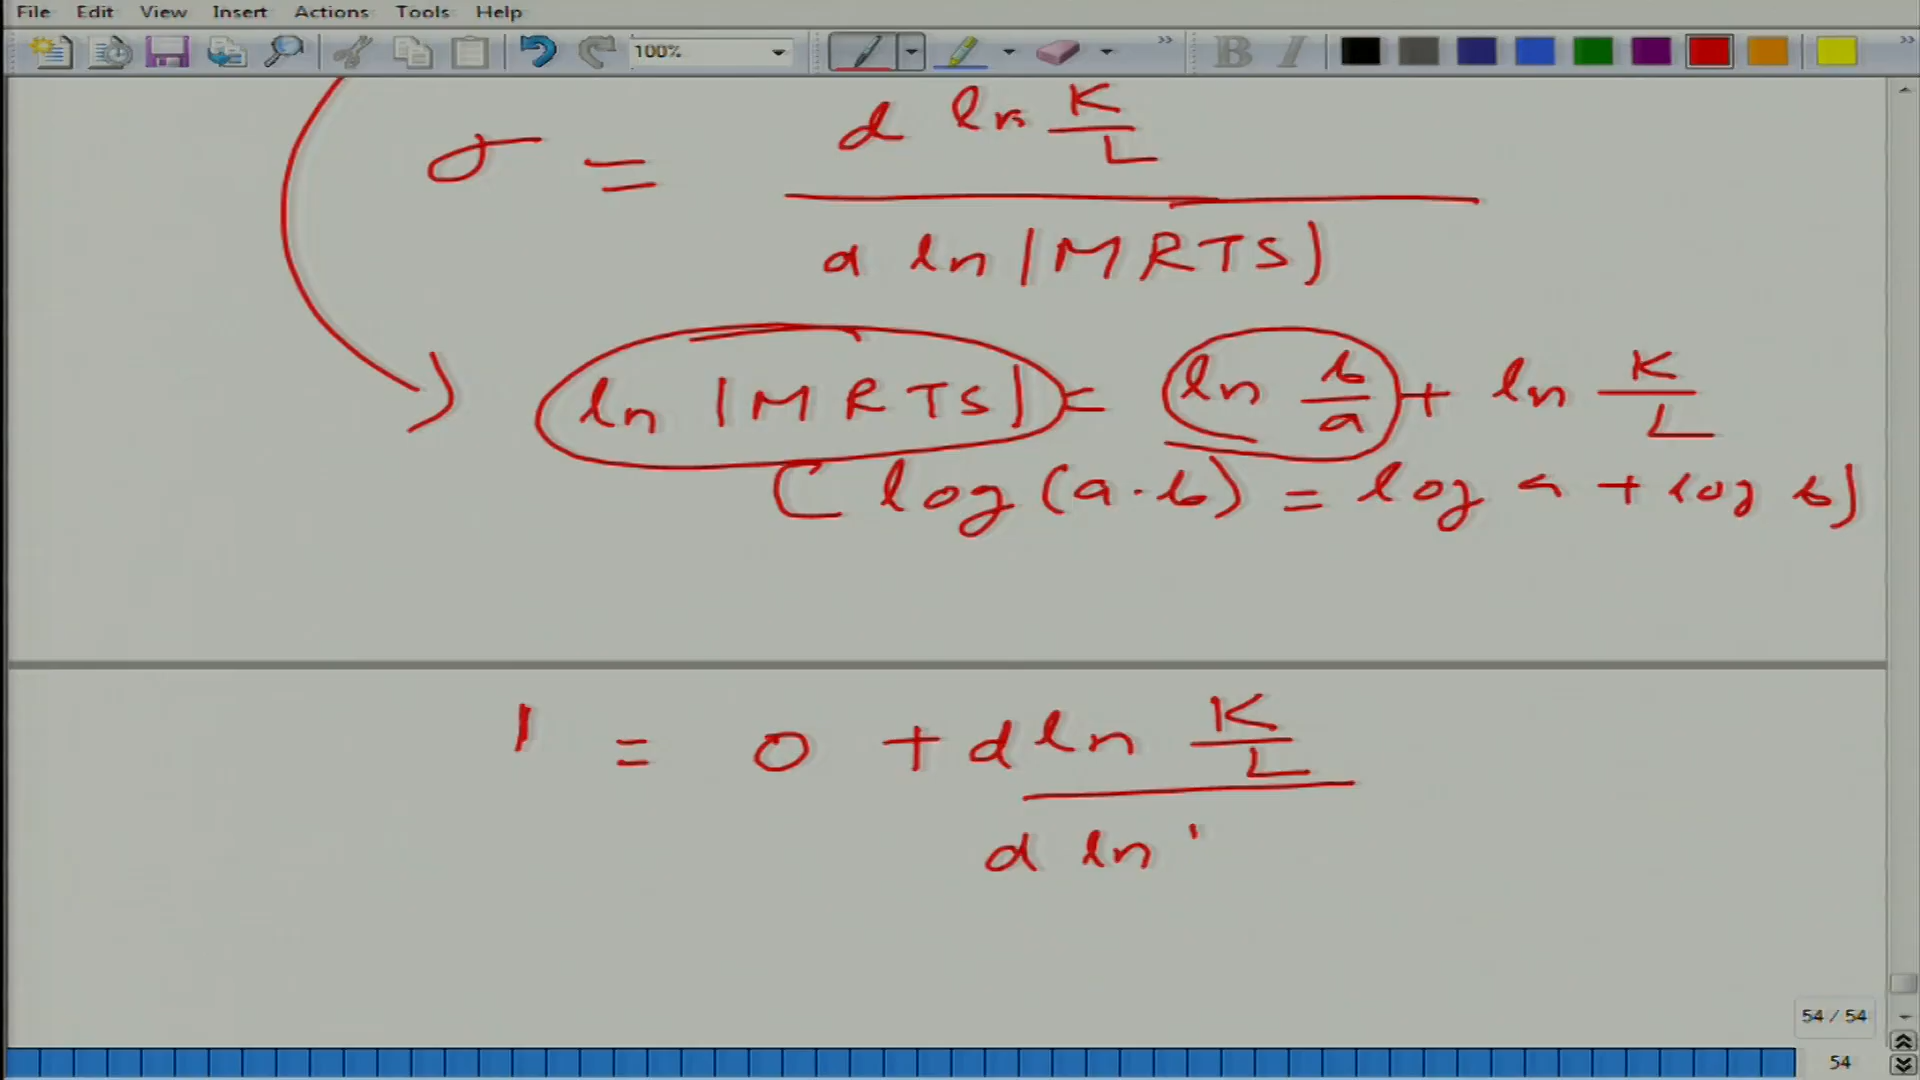 File Edit View Insert Actions Tools Help
100%
σ = d ln K/L
d ln |MRTS|
ln |MRTS| = ln b/a + ln K/L
[log (a·b) = log a + log b]
1 = 0 + d ln K/L
d ln
54 / 54
54